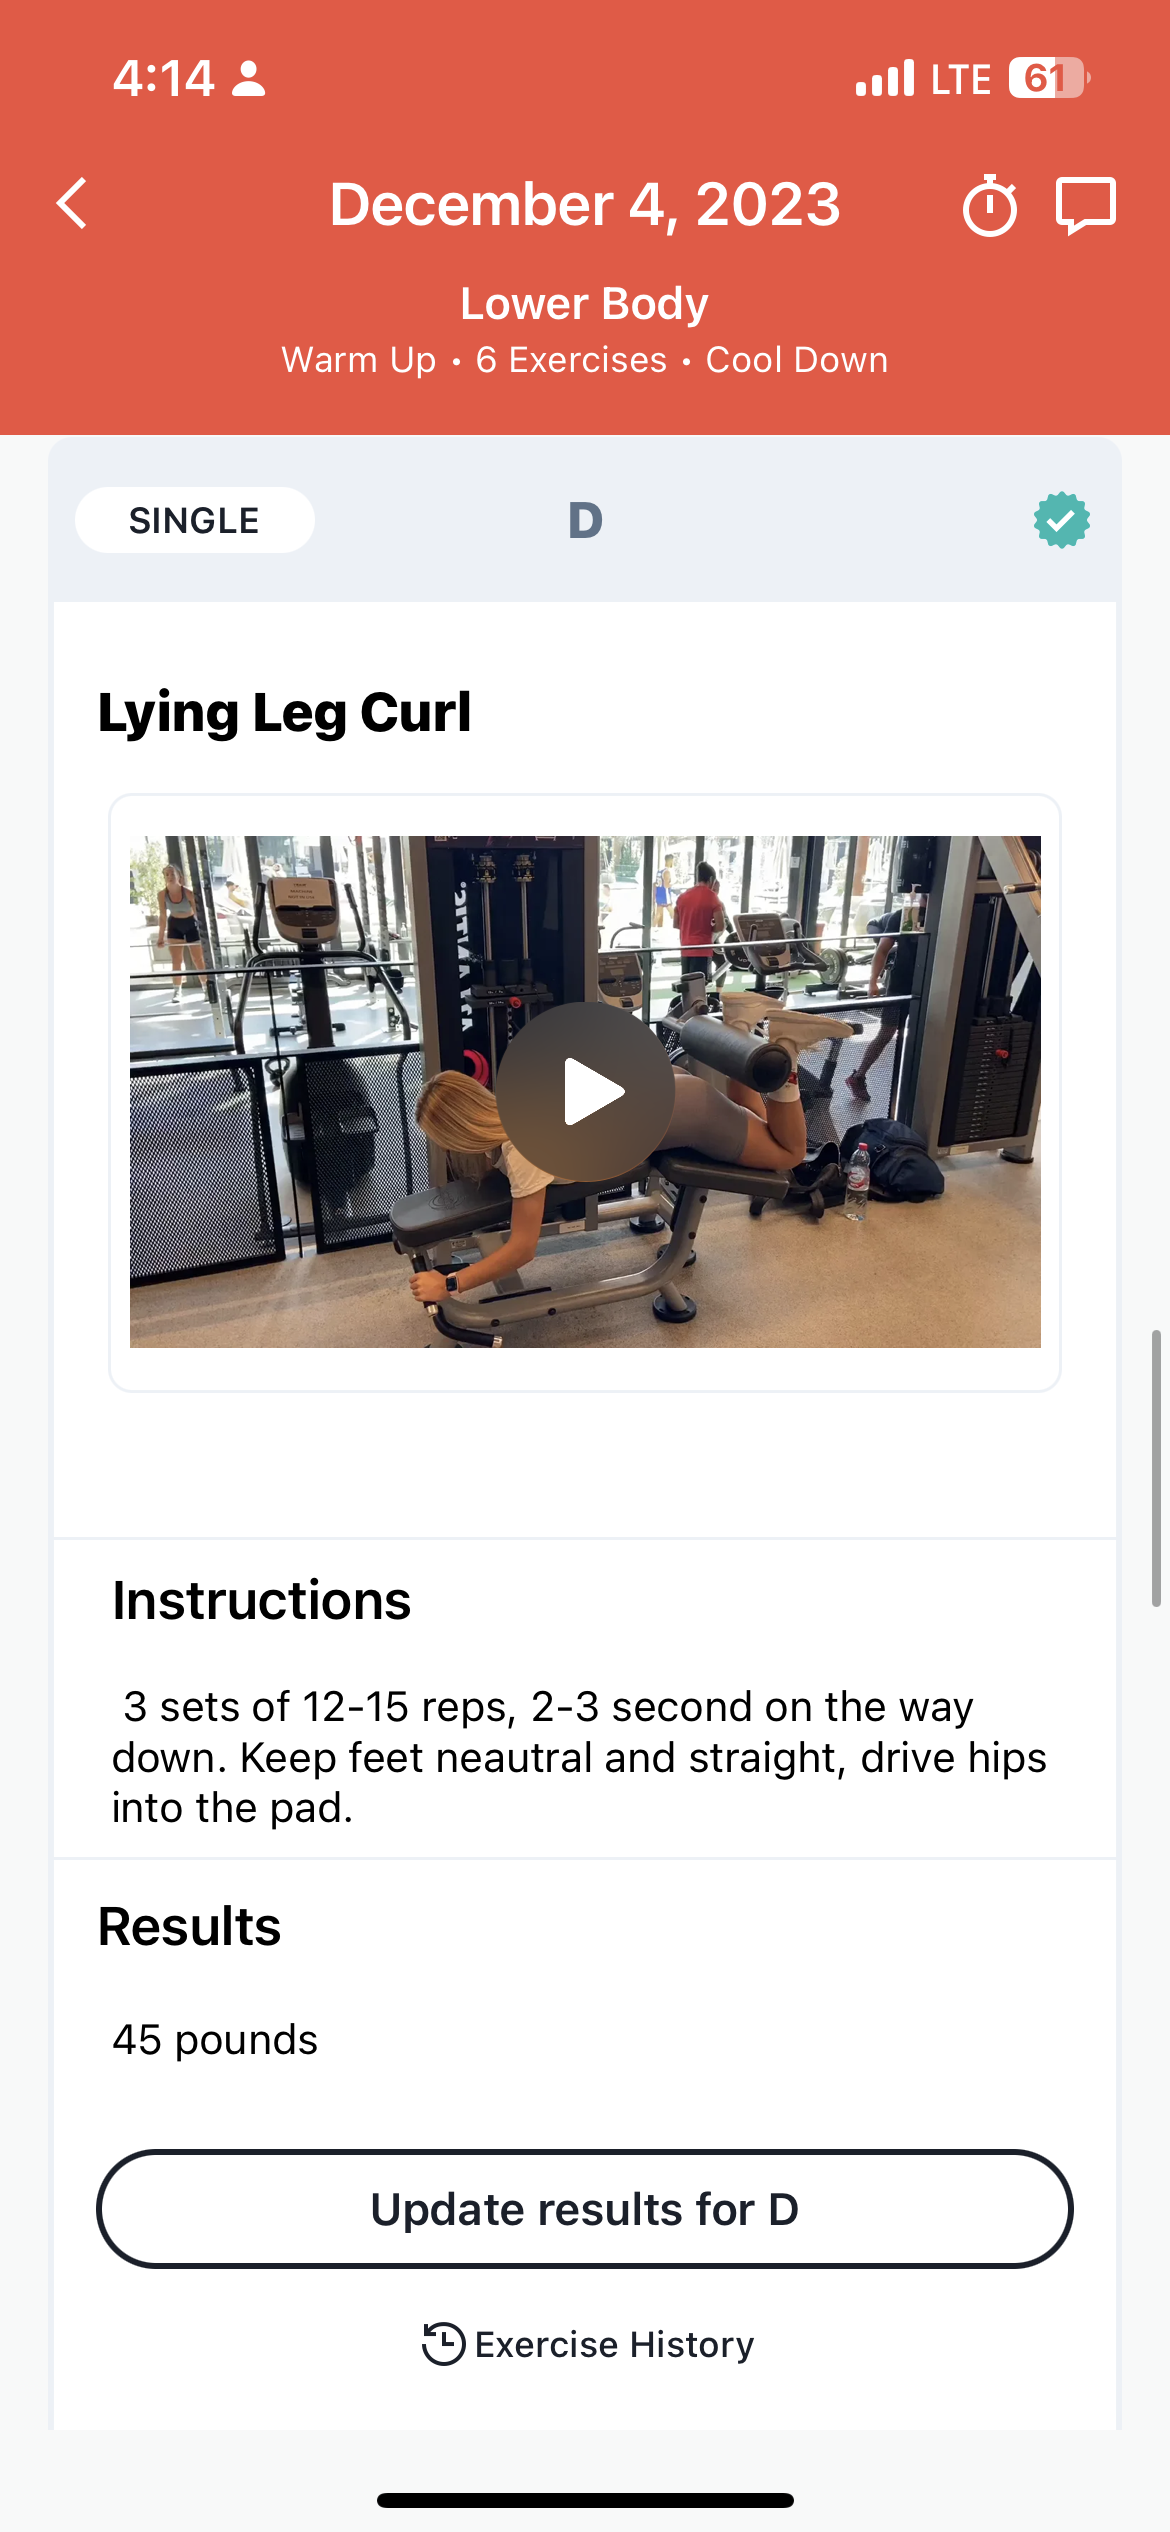 4:14
LTE 61
December 4, 2023
Lower Body
Warm Up • 6 Exercises • Cool Down
SINGLE
D
Lying Leg Curl
Instructions
3 sets of 12-15 reps, 2-3 second on the way
down. Keep feet neautral and straight, drive hips
into the pad.
Results
45 pounds
Update results for D
Exercise History